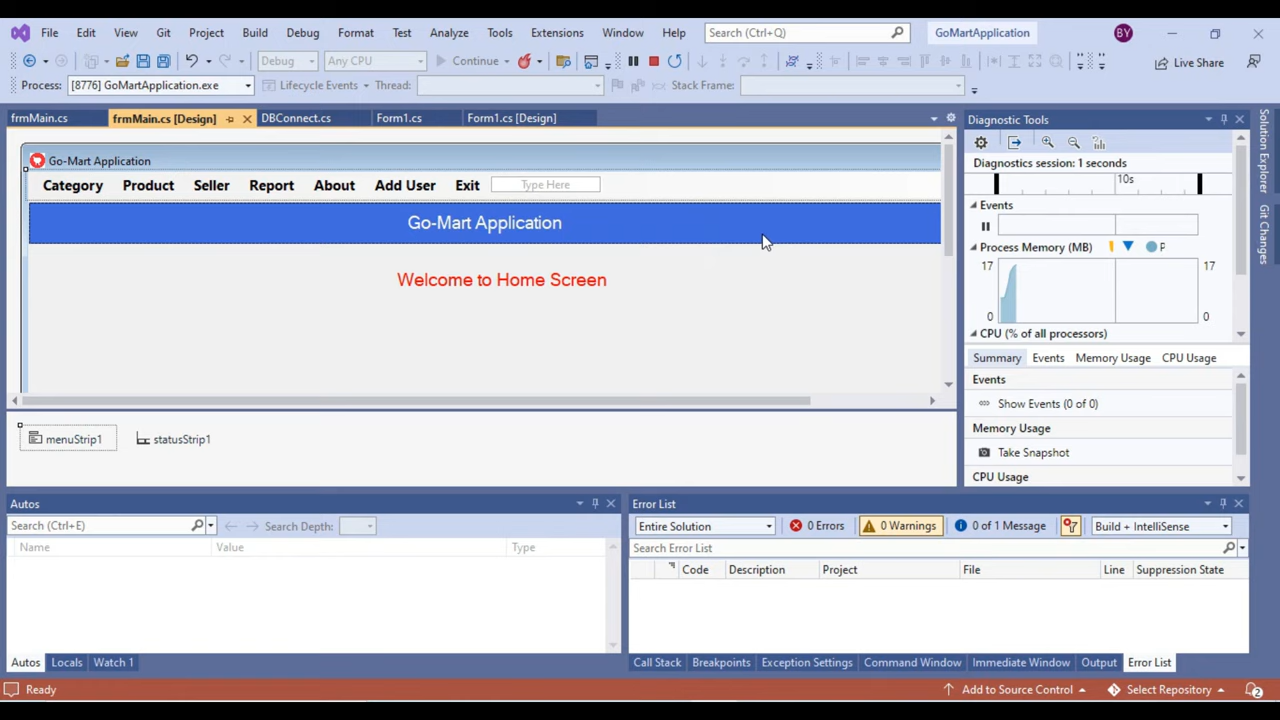 File Edit View Git Project Build Debug Format Test Analyze Tools Extensions Window Help Search (Ctrl+Q) GoMartApplication BY
Debug Any CPU Continue Live Share
Process: [8776] GoMartApplication.exe Lifecycle Events Thread: Stack Frame:
frmMain.cs frmMain.cs [Design] DBConnect.cs Form1.cs Form1.cs [Design]
Go-Mart Application
Category Product Seller Report About Add User Exit Type Here
Go-Mart Application
Welcome to Home Screen
menuStrip1 statusStrip1
Diagnostic Tools
Diagnostics session: 1 seconds
10s
Events
Process Memory (MB) P
17 17
0 0
CPU (% of all processors)
Summary Events Memory Usage CPU Usage
Events
Show Events (0 of 0)
Memory Usage
Take Snapshot
CPU Usage
Solution Explorer
Git Changes
Autos
Search (Ctrl+E) Search Depth:
Name Value Type
Autos Locals Watch 1
Error List
Entire Solution 0 Errors 0 Warnings 0 of 1 Message Build + IntelliSense
Search Error List
Code Description Project File Line Suppression State
Call Stack Breakpoints Exception Settings Command Window Immediate Window Output Error List
Ready Add to Source Control Select Repository 2